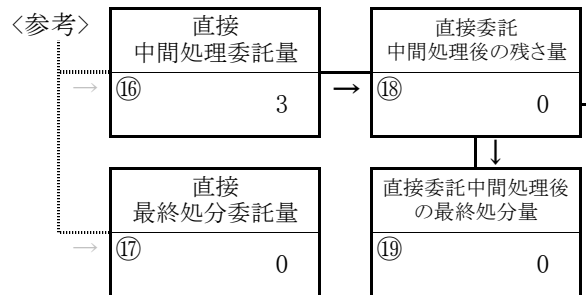 〈参考〉
直接
中間処理委託量
→
⑯
3
→
直接委託
中間処理後の残さ量
⑱
0
↓
直接
最終処分委託量
→
⑰
0
直接委託中間処理後
の最終処分量
⑲
0